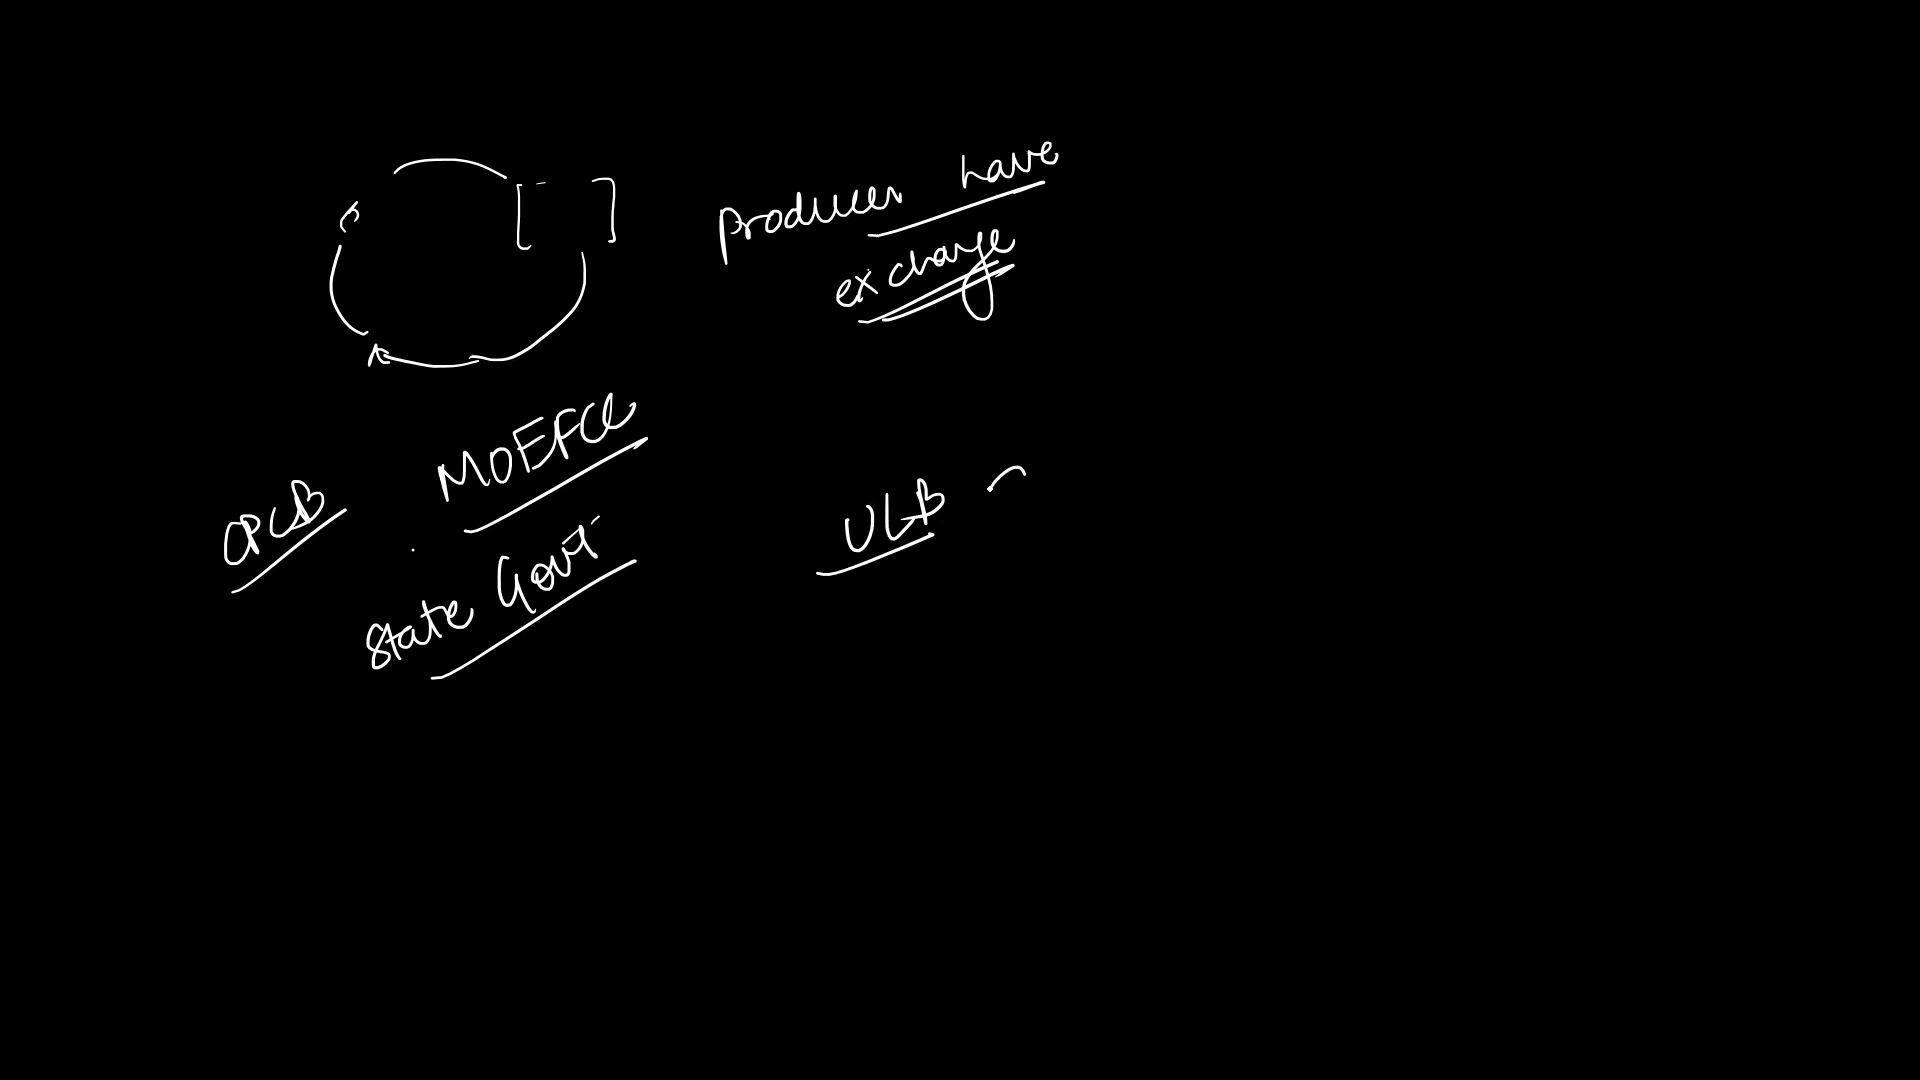 Producer have
exchange
MOEFCC
CPCB
State Govt
ULB